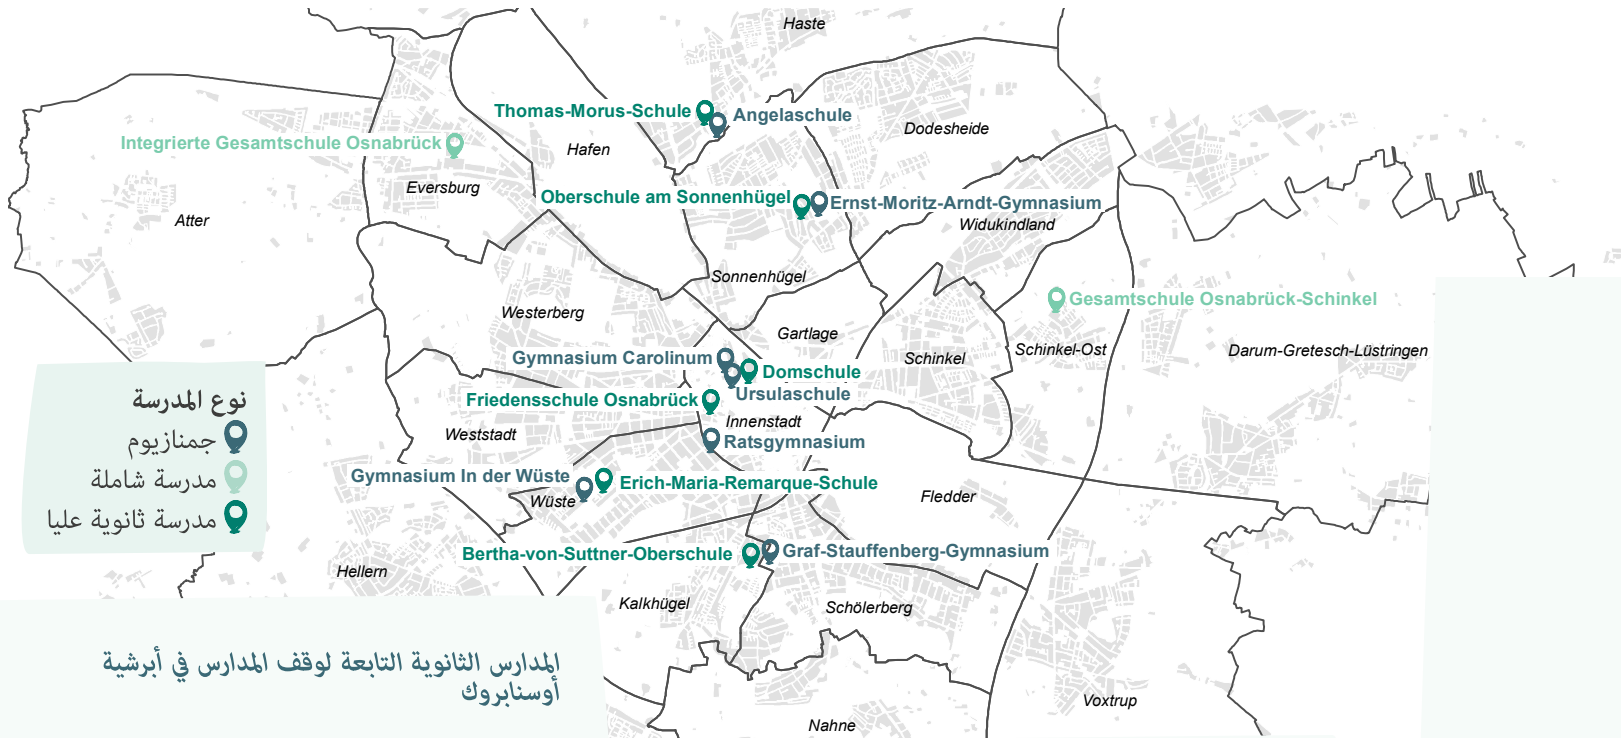 Haste
Thomas-Morus-Schule
Angelaschule
Dodesheide
Integrierte Gesamtschule Osnabrück
Hafen
Eversburg
Oberschule am Sonnenhügel
Ernst-Moritz-Arndt-Gymnasium
Atter
Widukindland
Sonnenhügel
Gesamtschule Osnabrück-Schinkel
Westerberg
Gartlage
Schinkel-Ost
Darum-Gretesch-Lüstringen
Gymnasium Carolinum
Schinkel
Domschule
Ursulaschule
Friedensschule Osnabrück
Innenstadt
Weststadt
Ratsgymnasium
Gymnasium In der Wüste
Erich-Maria-Remarque-Schule
Wüste
Fledder
Bertha-von-Suttner-Oberschule
Graf-Stauffenberg-Gymnasium
Hellern
Kalkhügel
Schölerberg
Voxtrup
Nahne
نوع المدرسة
جمنازيوم
مدرسة شاملة
مدرسة ثانوية عليا
المدارس الثانوية التابعة لوقف المدارس في أبرشية
أوسنابروك